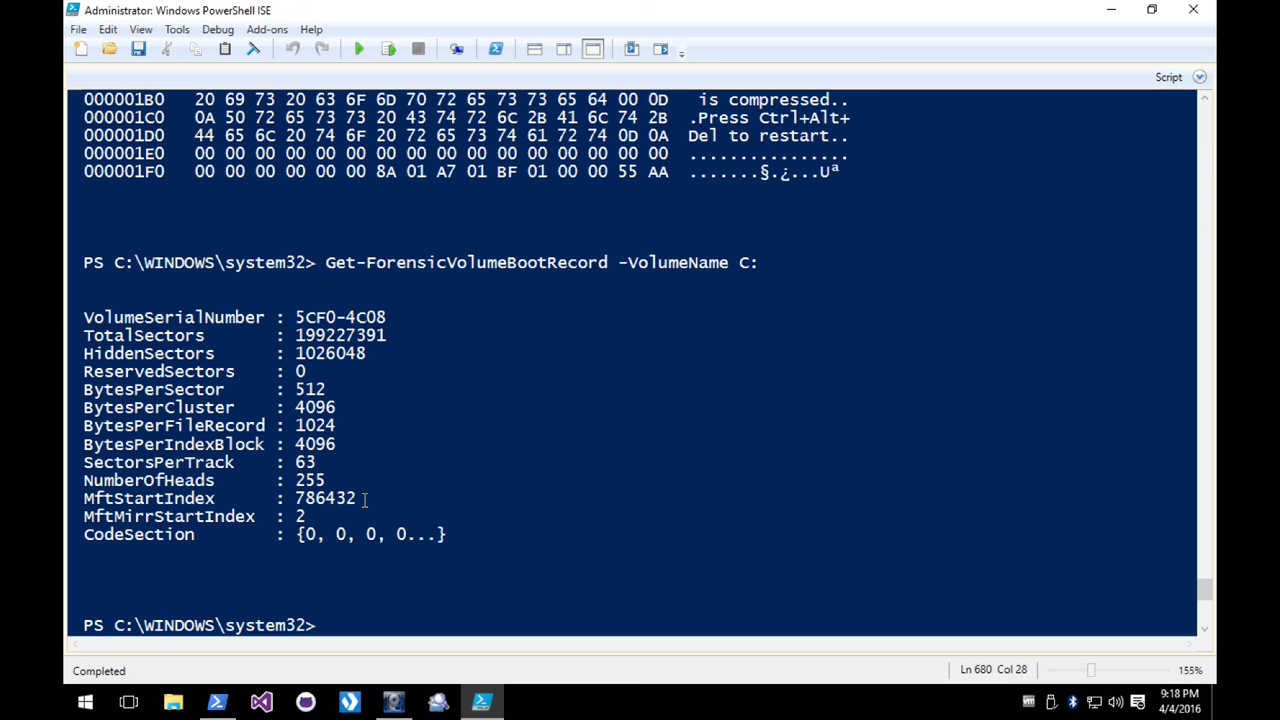 Administrator: Windows PowerShell ISE
File Edit View Tools Debug Add-ons Help
Script
000001B0 20 69 73 20 63 6F 6D 70 72 65 73 73 65 64 00 0D is compressed..
000001C0 0A 50 72 65 73 73 20 43 74 72 6C 2B 41 6C 74 2B .Press Ctrl+Alt+
000001D0 44 65 6C 20 74 6F 20 72 65 73 74 61 72 74 0D 0A Del to restart..
000001E0 00 00 00 00 00 00 00 00 00 00 00 00 00 00 00 00 ................
000001F0 00 00 00 00 00 00 8A 01 A7 01 BF 01 00 00 55 AA .......§.¿...Uª
PS C:\WINDOWS\system32> Get-ForensicVolumeBootRecord -VolumeName C:
VolumeSerialNumber : 5CF0-4C08
TotalSectors : 199227391
HiddenSectors : 1026048
ReservedSectors : 0
BytesPerSector : 512
BytesPerCluster : 4096
BytesPerFileRecord : 1024
BytesPerIndexBlock : 4096
SectorsPerTrack : 63
NumberOfHeads : 255
MftStartIndex : 786432
MftMirrStartIndex : 2
CodeSection : {0, 0, 0, 0...}
PS C:\WINDOWS\system32>
Completed
Ln 680 Col 28
155%
9:18 PM
4/4/2016